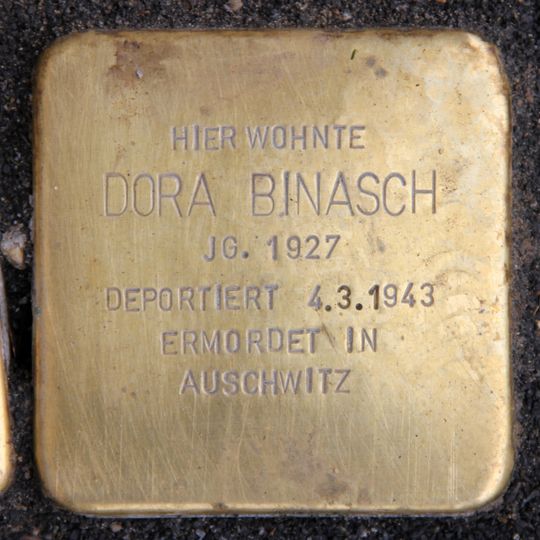 HIER WOHNTE
DORA BINASCH
JG. 1927
DEPORTIERT 4.3.1943
ERMORDET IN
AUSCHWITZ